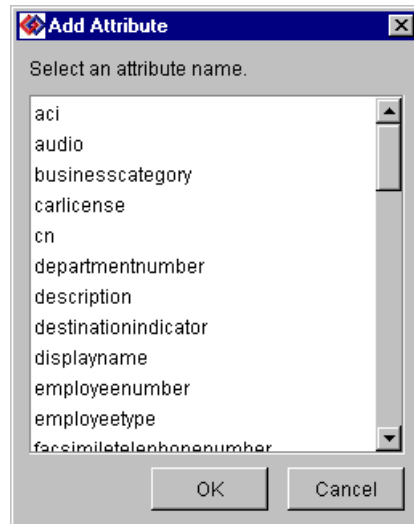 Add Attribute
Select an attribute name.
aci
audio
businesscategory
carlicense
cn
departmentnumber
description
destinationindicator
displayname
employeenumber
employeetype
facsimiletelephonenumber
OK Cancel